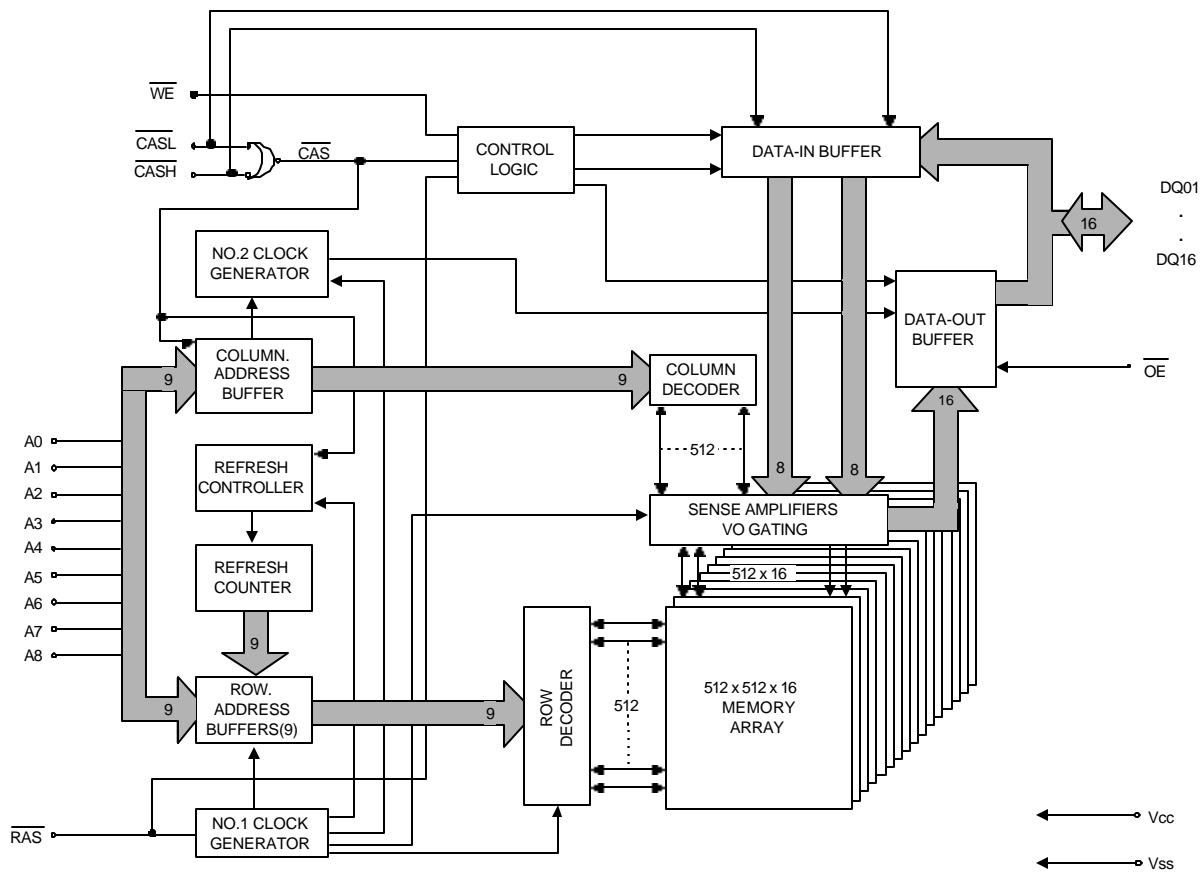 WE
CASL
CASH
CAS
CONTROL
LOGIC
DATA-IN BUFFER
DQ01
.
.
DQ16
16
NO.2 CLOCK
GENERATOR
DATA-OUT
BUFFER
OE
COLUMN.
ADDRESS
BUFFER
9
9
COLUMN
DECODER
16
A0
A1
A2
A3
A4
A5
A6
A7
A8
REFRESH
CONTROLLER
512
8
8
SENSE AMPLIFIERS
I/O GATING
REFRESH
COUNTER
512 x 16
9
ROW.
ADDRESS
BUFFERS(9)
9
9
ROW
DECODER
512
512 x 512 x 16
MEMORY
ARRAY
RAS
NO.1 CLOCK
GENERATOR
Vcc
Vss